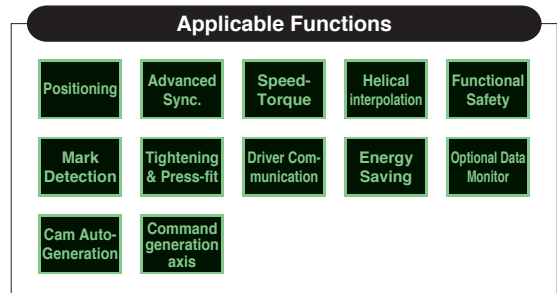 Applicable Functions
Positioning
Advanced
Sync.
Speed-
Torque
Helical
interpolation
Functional
Safety
Mark
Detection
Tightening
& Press-fit
Driver Com-
munication
Energy
Saving
Optional Data
Monitor
Cam Auto-
Generation
Command
generation
axis